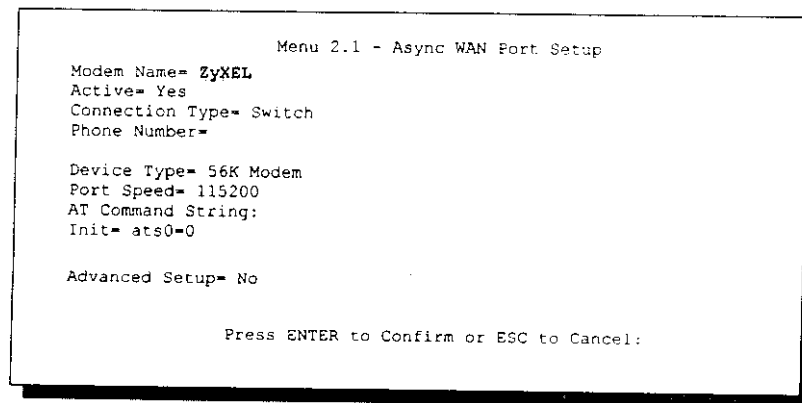 Menu 2.1 - Async WAN Port Setup
Modem Name= ZyXEL
Active= Yes
Connection Type= Switch
Phone Number=
Device Type= 56K Modem
Port Speed= 115200
AT Command String:
Init= ats0=0
Advanced Setup= No
Press ENTER to Confirm or ESC to Cancel: